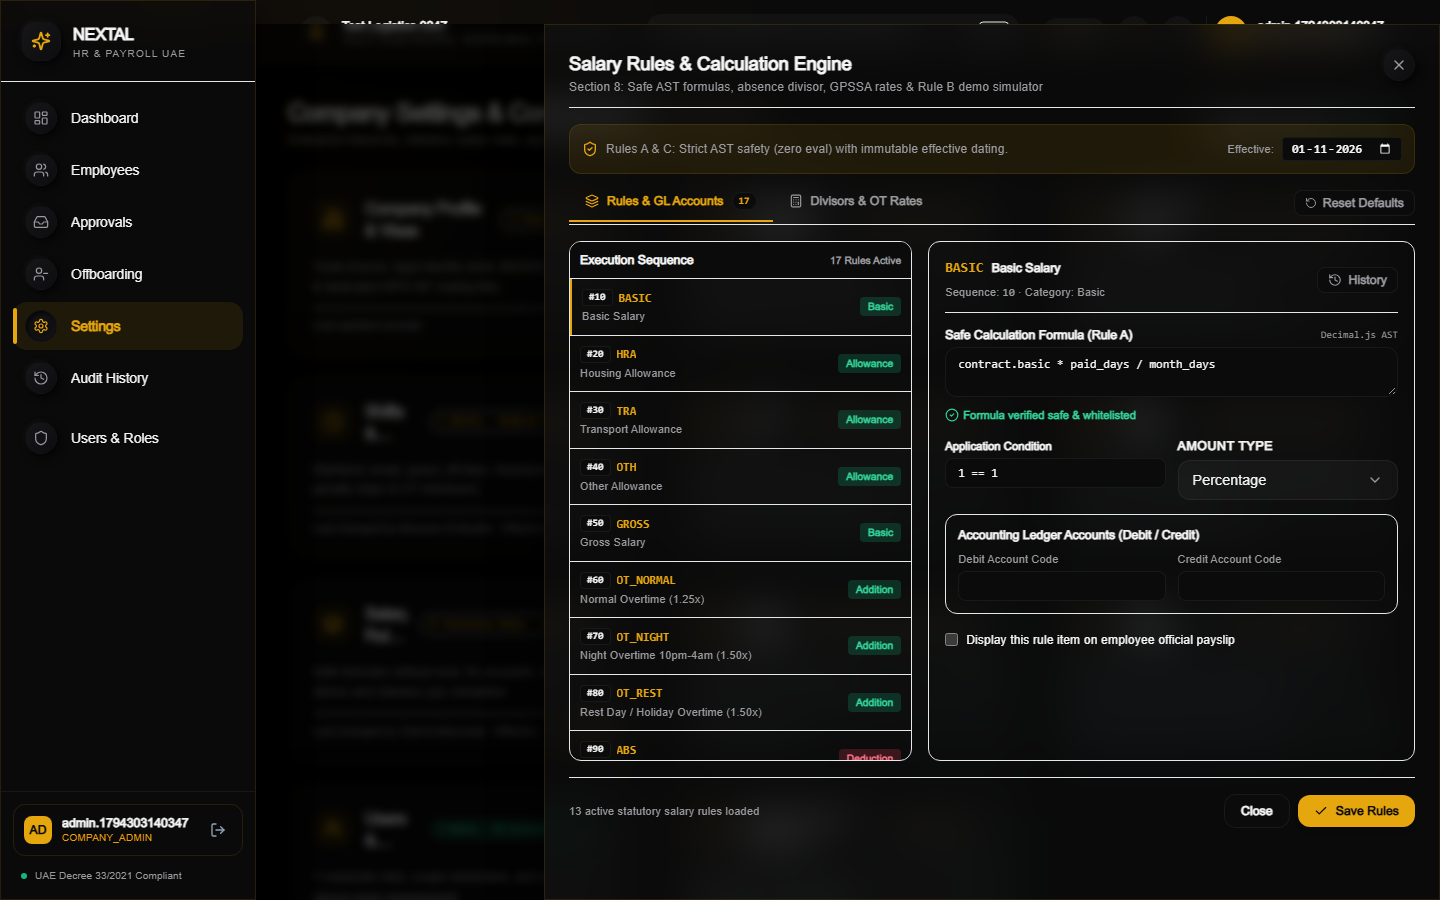 NEXTAL
HR & PAYROLL UAE
Dashboard
Employees
Approvals
Offboarding
Settings
Audit History
Users & Roles
AD
admin.1794303140347
COMPANY_ADMIN
UAE Decree 33/2021 Compliant
Salary Rules & Calculation Engine
Section 8: Safe AST formulas, absence divisor, GPSSA rates & Rule B demo simulator
Rules A & C: Strict AST safety (zero eval) with immutable effective dating.
Effective: 01-11-2026
Rules & GL Accounts 17
Divisors & OT Rates
Reset Defaults
Execution Sequence
17 Rules Active
#10 BASIC
Basic Salary
Basic
#20 HRA
Housing Allowance
Allowance
#30 TRA
Transport Allowance
Allowance
#40 OTH
Other Allowance
Allowance
#50 GROSS
Gross Salary
Basic
#60 OT_NORMAL
Normal Overtime (1.25x)
Addition
#70 OT_NIGHT
Night Overtime 10pm-4am (1.50x)
Addition
#80 OT_REST
Rest Day / Holiday Overtime (1.50x)
Addition
#90 ABS
Deduction
BASIC Basic Salary
Sequence: 10 · Category: Basic
History
Safe Calculation Formula (Rule A)
Decimal.js AST
contract.basic * paid_days / month_days
Formula verified safe & whitelisted
Application Condition
1 == 1
AMOUNT TYPE
Percentage
Accounting Ledger Accounts (Debit / Credit)
Debit Account Code
Credit Account Code
Display this rule item on employee official payslip
13 active statutory salary rules loaded
Close
Save Rules